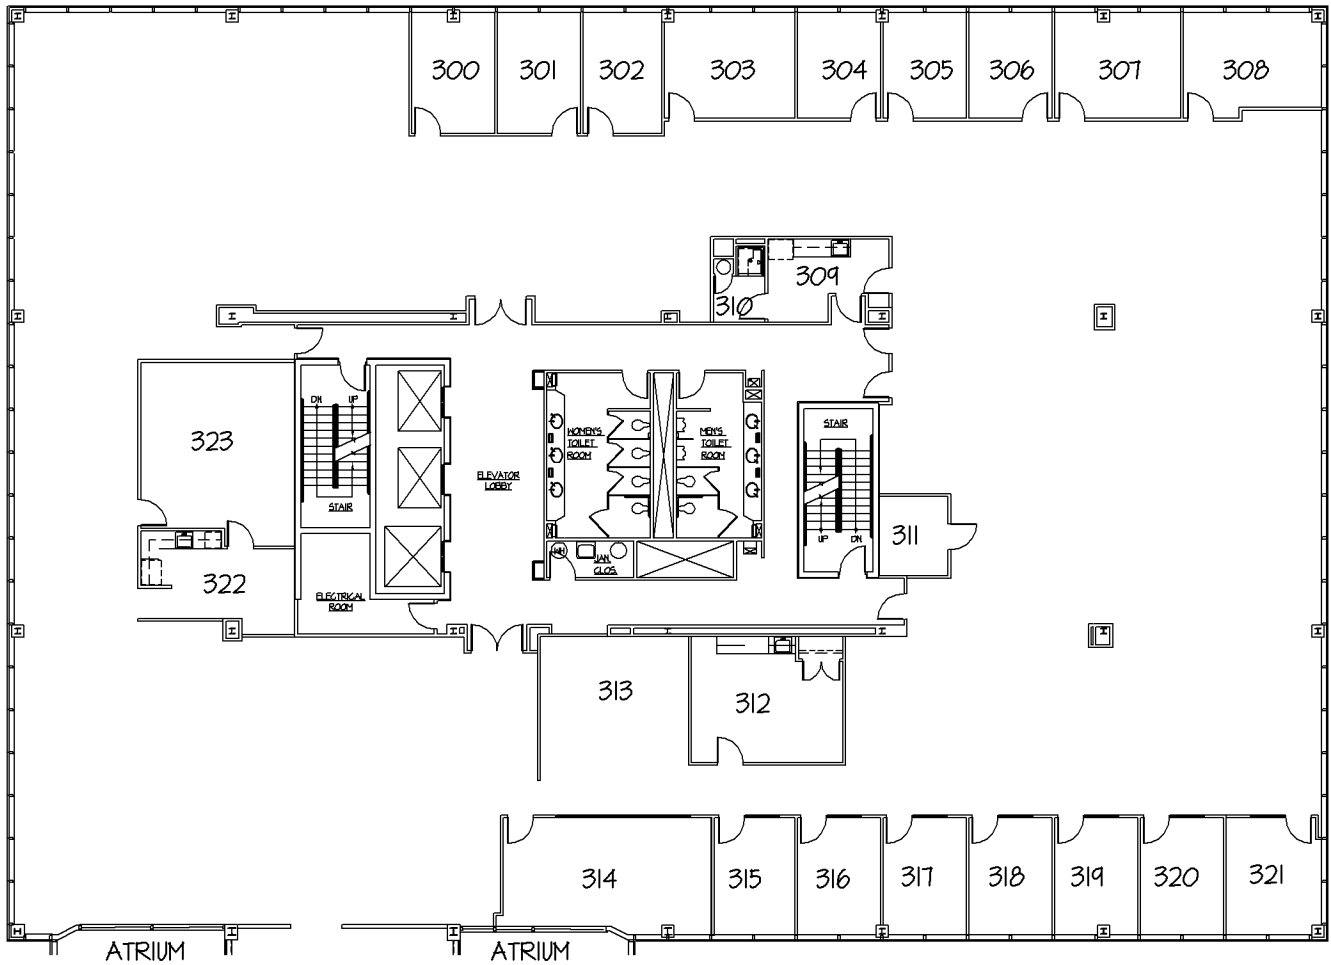 300 301 302 303 304 305 306 307 308
309
310
DN UP
STAIR
323
WOMEN'S
TOILET
ROOM
MEN'S
TOILET
ROOM
ELEVATOR
LOBBY
STAIR
311
UP DN
WH
JAN.
CLOS.
322
ELECTRICAL
ROOM
313
312
314 315 316 317 318 319 320 321
ATRIUM ATRIUM